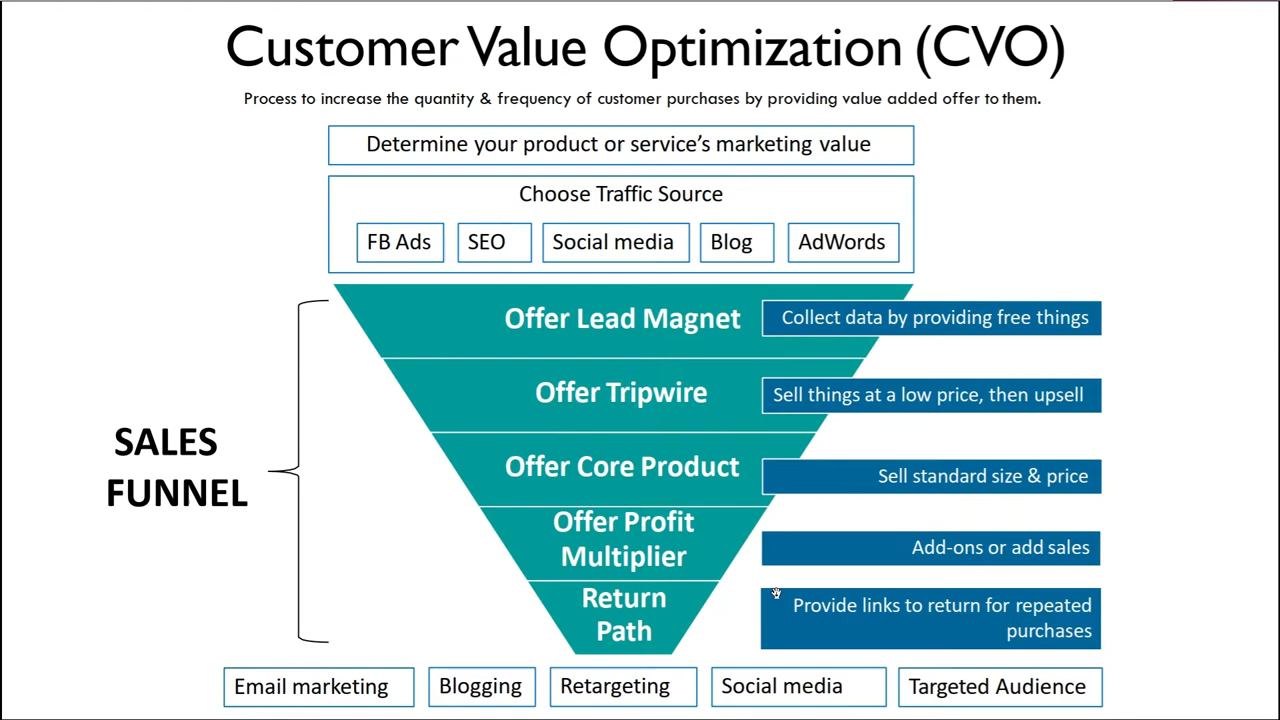 Customer Value Optimization (CVO)
Process to increase the quantity & frequency of customer purchases by providing value added offer to them.
Determine your product or service's marketing value
Choose Traffic Source
FB Ads
SEO
Social media
Blog
AdWords
SALES
FUNNEL
Offer Lead Magnet
Collect data by providing free things
Offer Tripwire
Sell things at a low price, then upsell
Offer Core Product
Sell standard size & price
Offer Profit
Multiplier
Add-ons or add sales
Return
Path
Provide links to return for repeated
purchases
Email marketing
Blogging
Retargeting
Social media
Targeted Audience